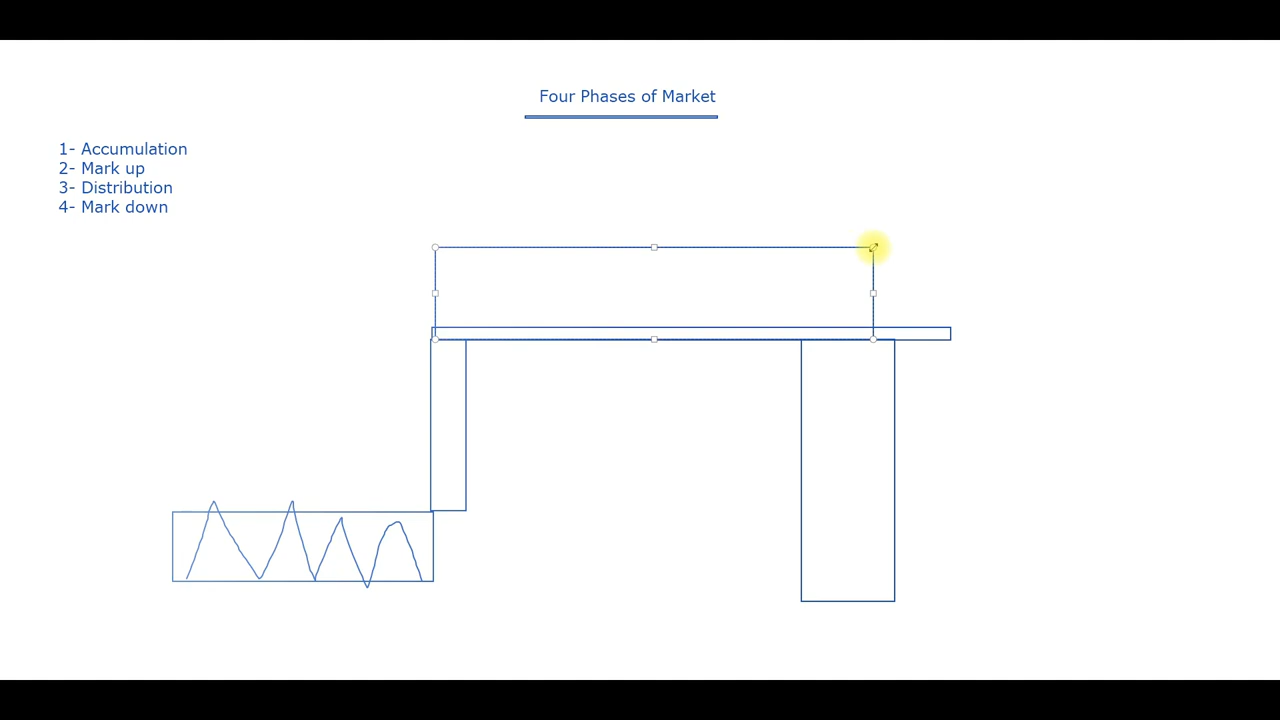 Four Phases of Market
1- Accumulation
2- Mark up
3- Distribution
4- Mark down